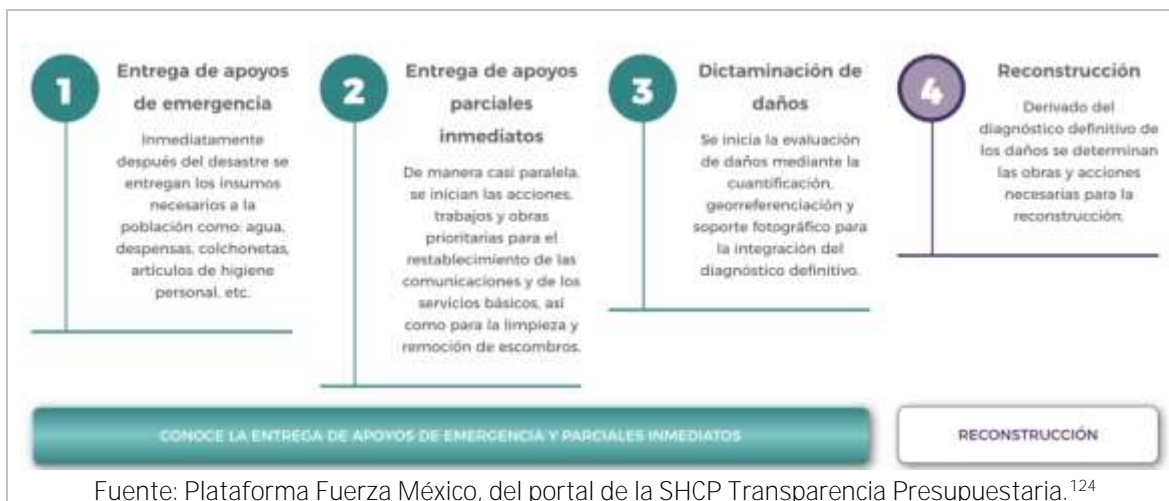 1
Entrega de apoyos
de emergencia
Inmediatamente
después del desastre se
entregan los insumos
necesarios a la
población como: agua,
despensas, colchonetas,
artículos de higiene
personal, etc.
2
Entrega de apoyos
parciales
inmediatos
De manera casi paralela,
se inician las acciones,
trabajos y obras
prioritarias para el
restablecimiento de las
comunicaciones y de los
servicios básicos, así
como para la limpieza y
remoción de escombros.
3
Dictaminación de
daños
Se inicia la evaluación
de daños mediante la
cuantificación,
georreferenciación y
soporte fotográfico para
la integración del
diagnóstico definitivo.
4
Reconstrucción
Derivado del
diagnóstico definitivo de
los daños se determinan
las obras y acciones
necesarias para la
reconstrucción.
CONOCE LA ENTREGA DE APOYOS DE EMERGENCIA Y PARCIALES INMEDIATOS
RECONSTRUCCIÓN
Fuente: Plataforma Fuerza México, del portal de la SHCP Transparencia Presupuestaria.124